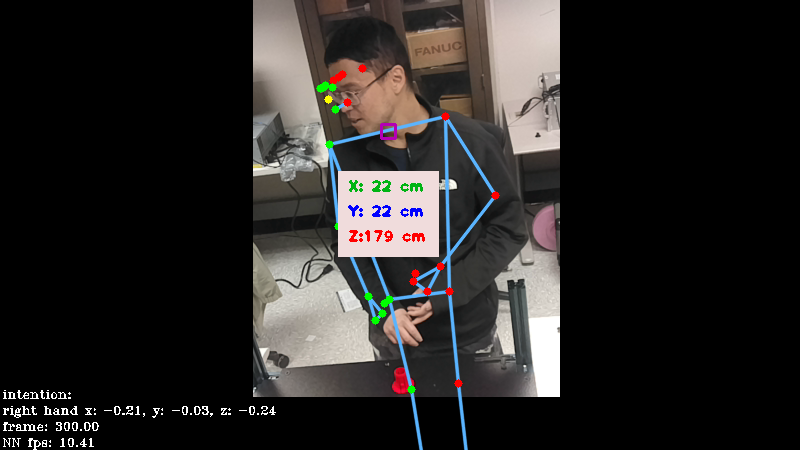 FANUC
X: 22 cm
Y: 22 cm
Z:179 cm
intention:
right hand x: -0.21, y: -0.03, z: -0.24
frame: 300.00
NN fps: 10.41